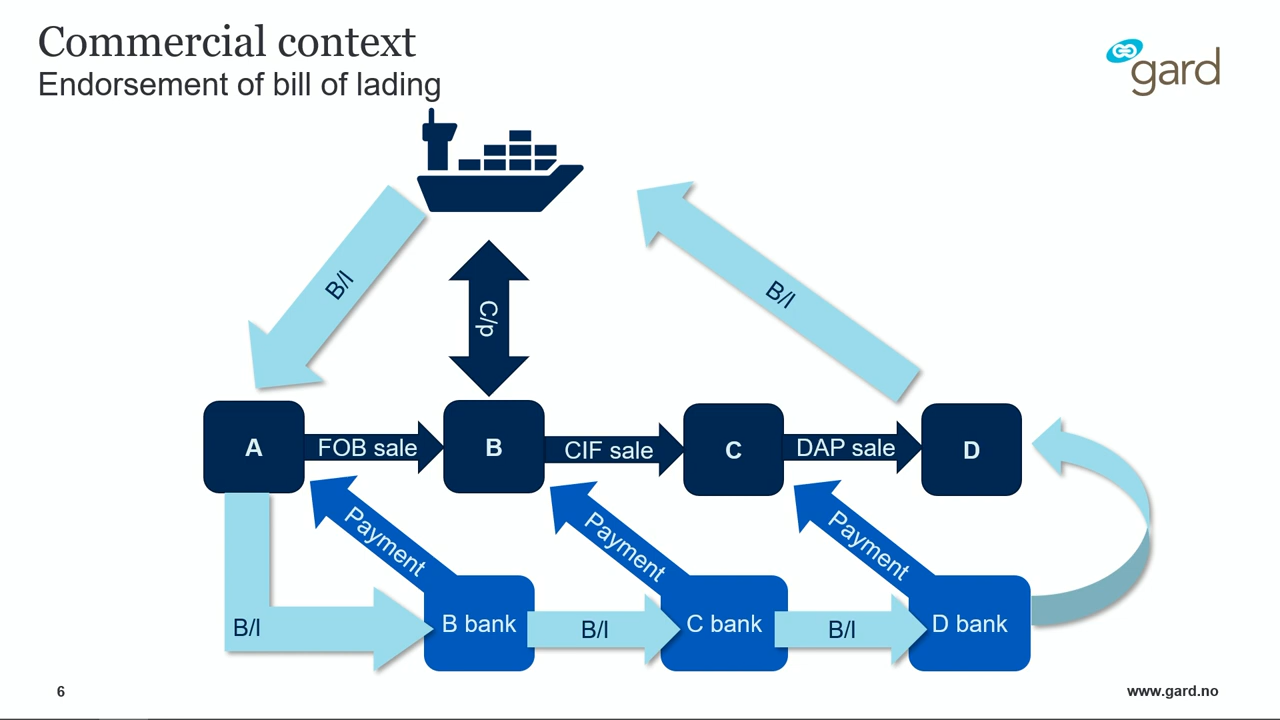 Commercial context
Endorsement of bill of lading
gard
B/l
C/p
B/l
A
FOB sale
B
CIF sale
C
DAP sale
D
Payment
Payment
Payment
B/l
B bank
B/l
C bank
B/l
D bank
6
www.gard.no